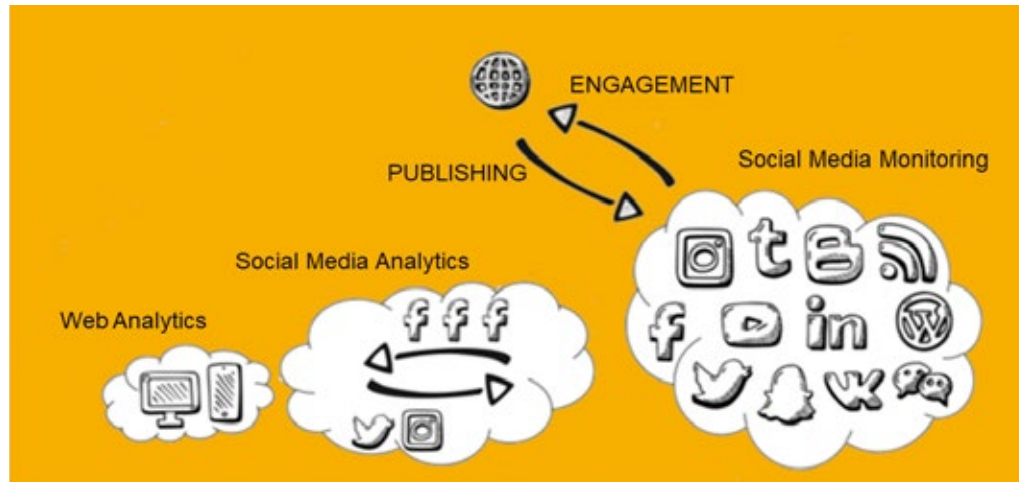 ENGAGEMENT
PUBLISHING
Social Media Monitoring
Social Media Analytics
Web Analytics